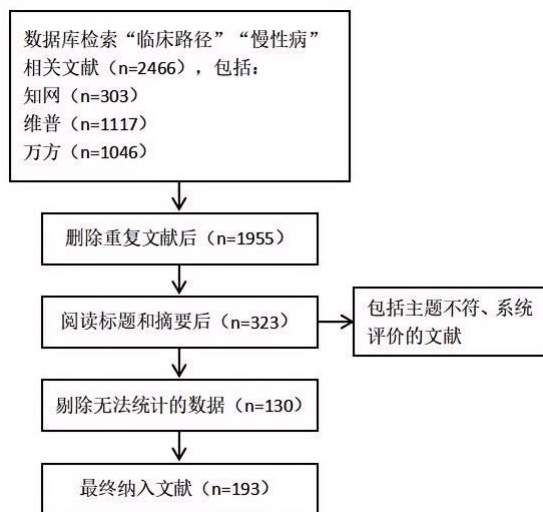 数据库检索“临床路径”“慢性病”
相关文献（n=2466），包括：
知网（n=303）
维普（n=1117）
万方（n=1046）
删除重复文献后（n=1955）
阅读标题和摘要后（n=323）
包括主题不符、系统
评价的文献
剔除无法统计的数据（n=130）
最终纳入文献（n=193）